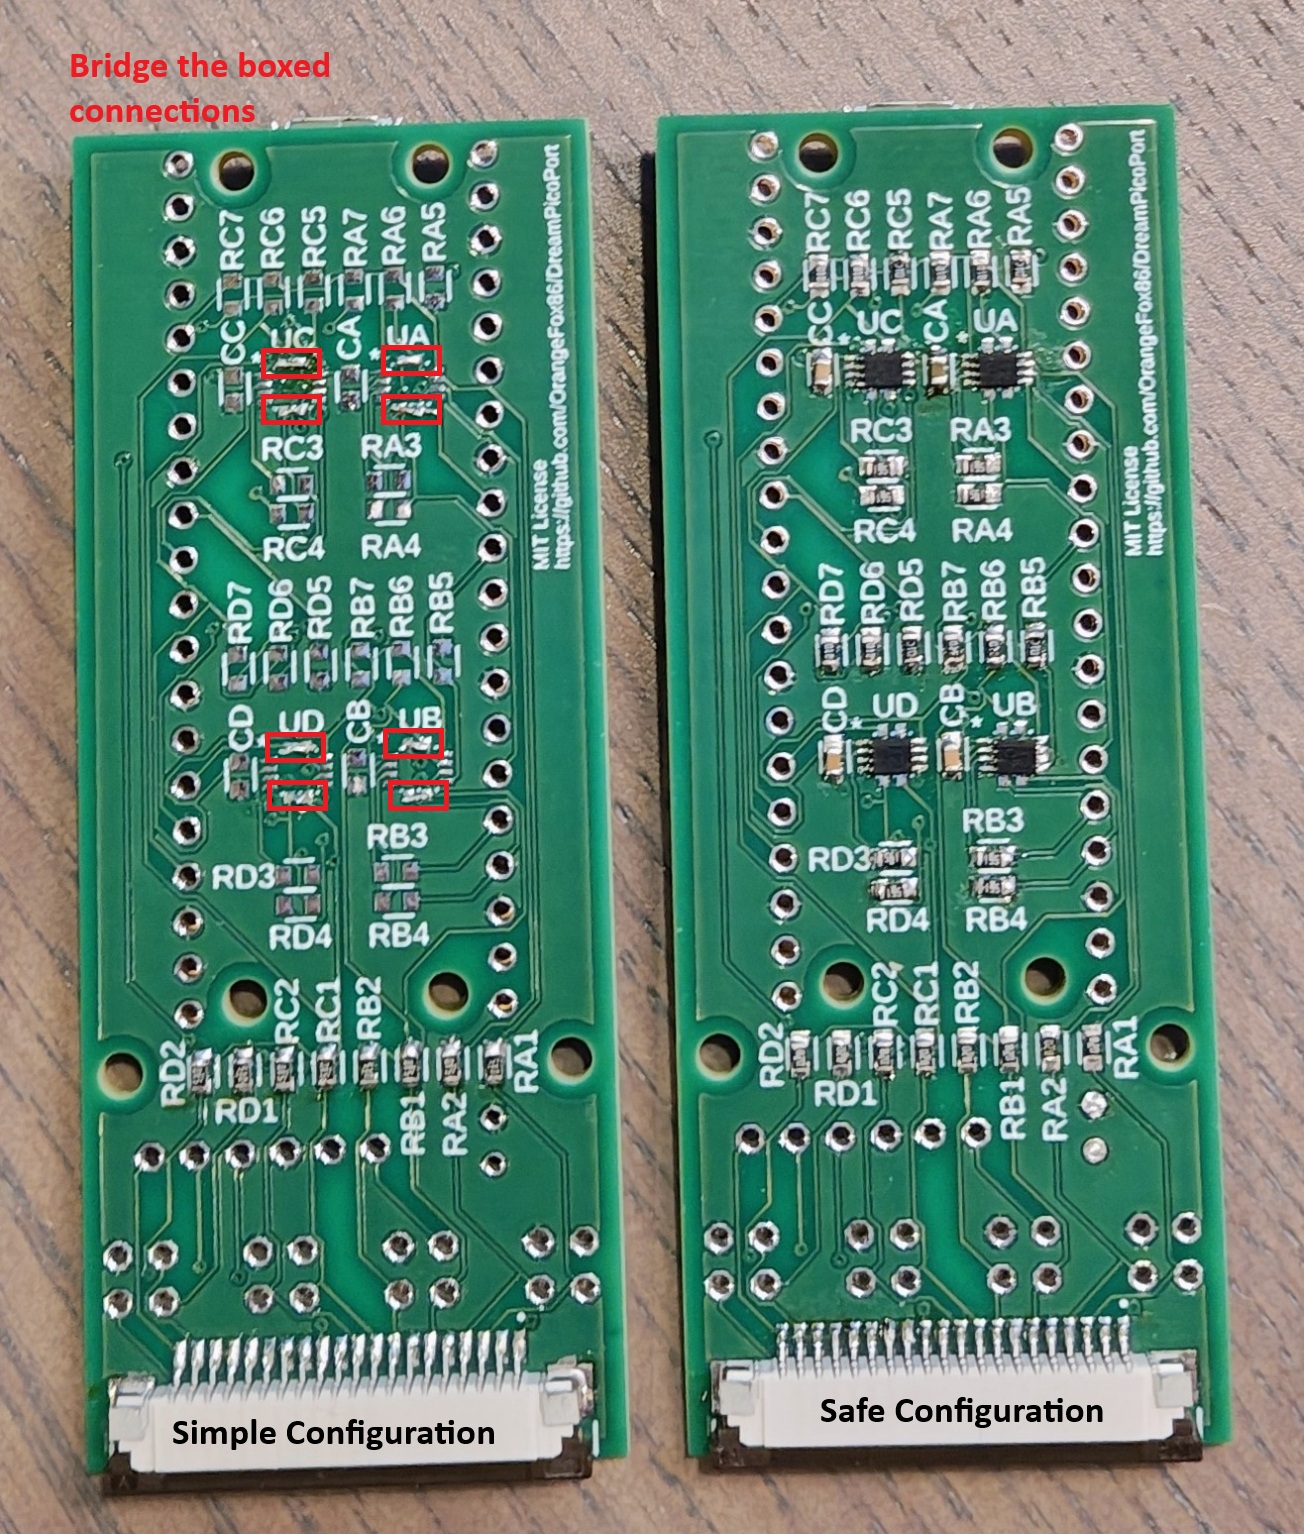 Bridge the boxed
connections
RC7
RC6
RC5
RA7
RA6
RA5
CC
UC
CA
UA
*
*
RC3
RA3
RC4
RA4
MIT License
https://github.com/OrangeFox86/DreamPicoPort
RD7
RD6
RD5
RB7
RB6
RB5
CD
UD
CB
UB
RB3
RD3
RD4
RB4
RC2
RC1
RB2
RD2
RD1
RB1
RA2
RA1
Simple Configuration
RC7
RC6
RC5
RA7
RA6
RA5
CC
*
UC
CA
*
UA
RC3
RA3
RC4
RA4
MIT License
https://github.com/OrangeFox86/DreamPicoPort
RD7
RD6
RD5
RB7
RB6
RB5
CD
*
UD
CB
*
UB
RB3
RD3
RD4
RB4
RC2
RC1
RB2
RD2
RD1
RB1
RA2
RA1
Safe Configuration